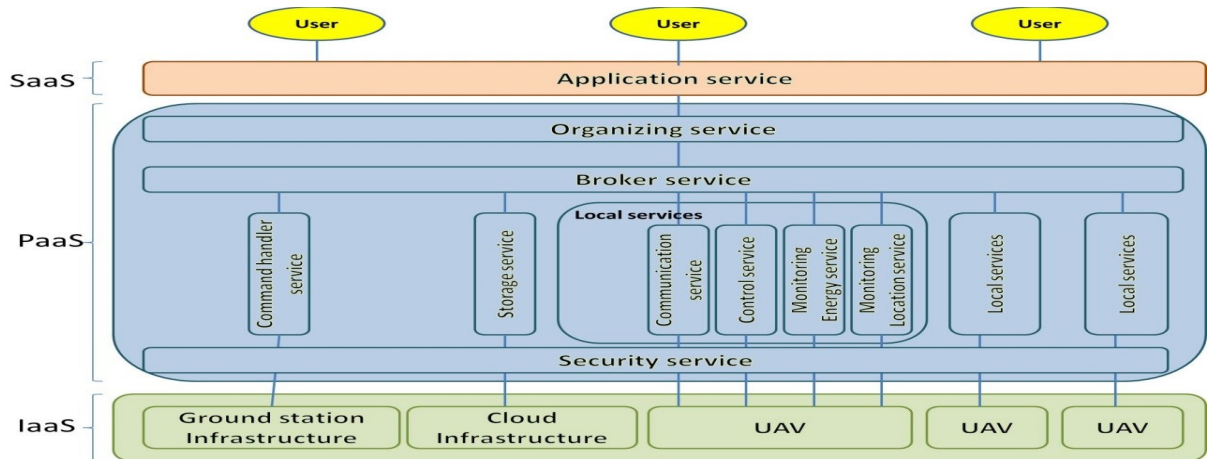 User
User
User
SaaS
Application service
PaaS
Organizing service
Broker service
Local services
Command handler
service
Storage service
Communication
service
Control service
Monitoring
Energy service
Monitoring
Location service
Local services
Local services
Security service
IaaS
Ground station
Infrastructure
Cloud
Infrastructure
UAV
UAV
UAV